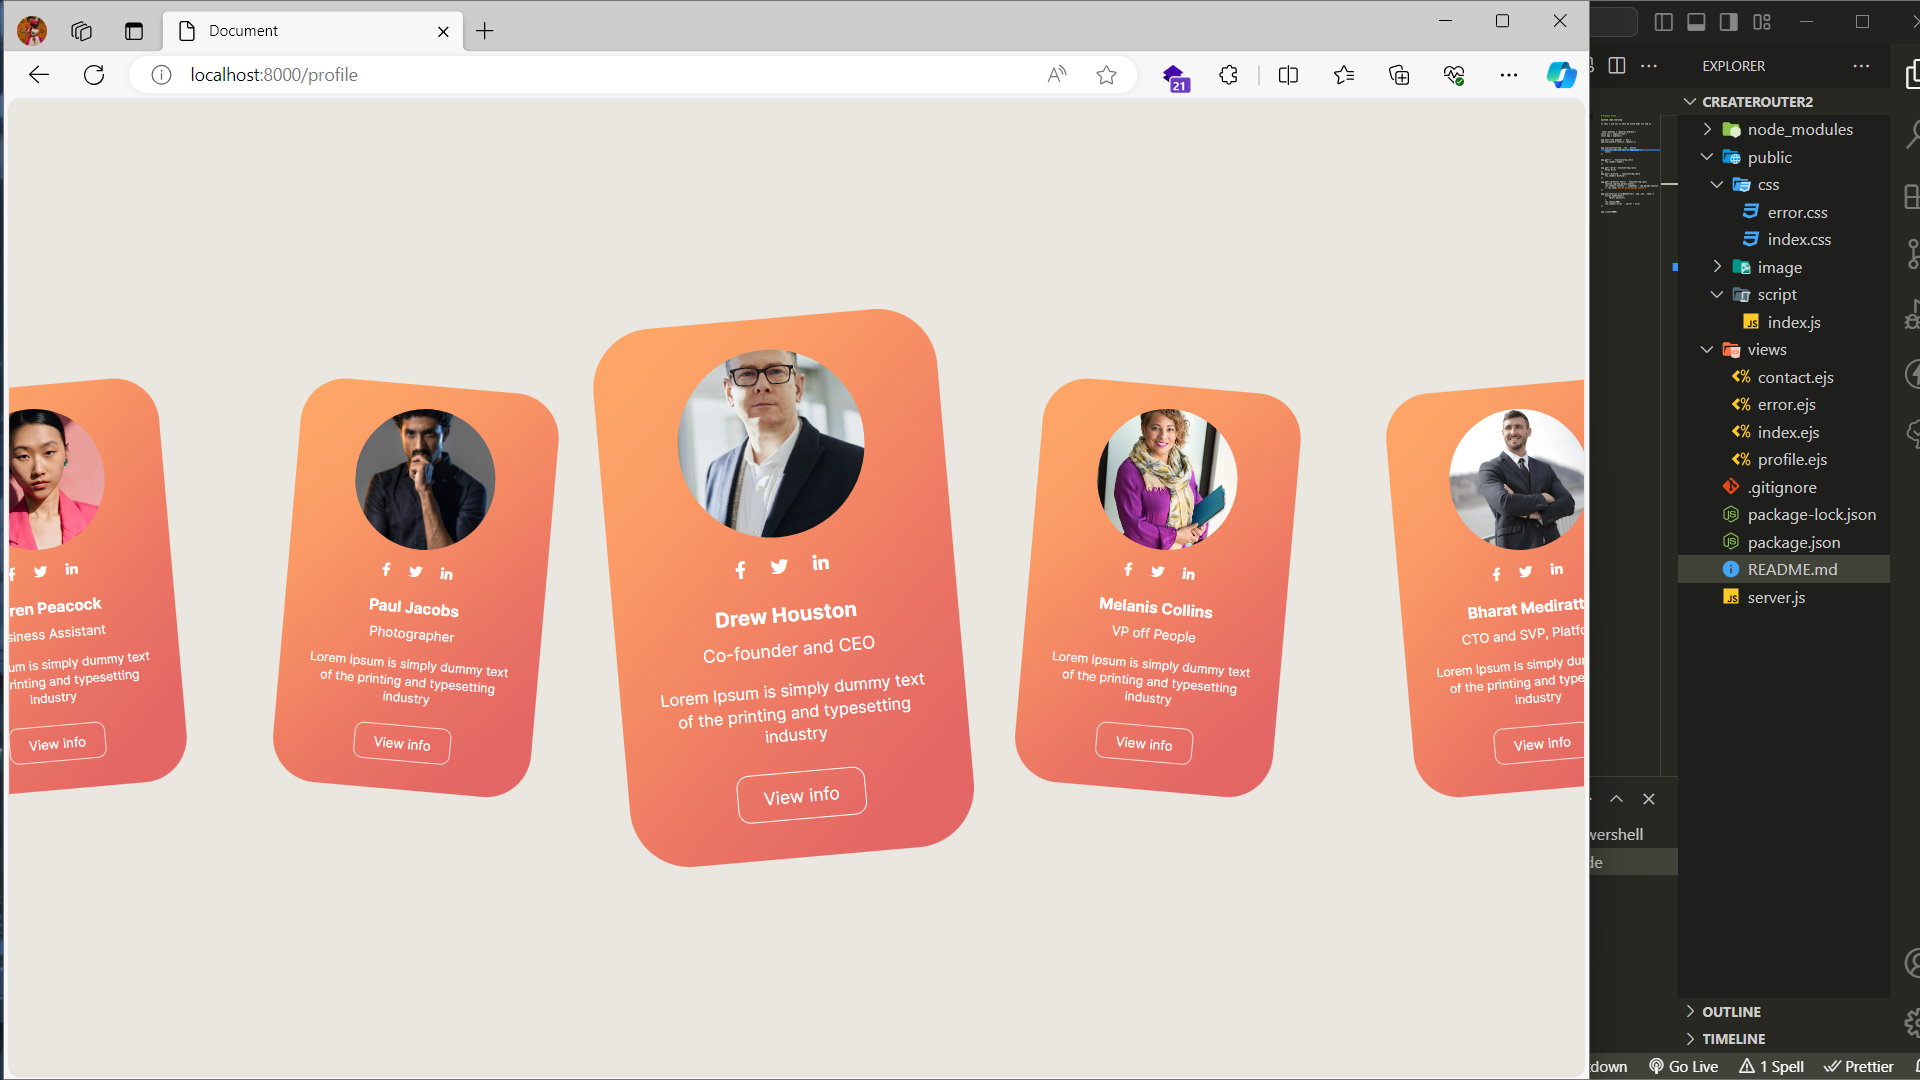 Document
localhost:8000/profile
21
ren Peacock
siness Assistant
um is simply dummy text
rinting and typesetting
industry
View info
Paul Jacobs
Photographer
Lorem Ipsum is simply dummy text
of the printing and typesetting
industry
View info
Drew Houston
Co-founder and CEO
Lorem Ipsum is simply dummy text
of the printing and typesetting
industry
View info
Melanis Collins
VP off People
Lorem Ipsum is simply dummy text
of the printing and typesetting
industry
View info
Bharat Mediratt
CTO and SVP, Platfo
Lorem Ipsum is simply du
of the printing and type
industry
View info
EXPLORER
CREATEROUTER2
node_modules
public
css
error.css
index.css
image
script
index.js
views
contact.ejs
error.ejs
index.ejs
profile.ejs
.gitignore
package-lock.json
package.json
README.md
server.js
wershell
de
OUTLINE
TIMELINE
down
Go Live
1 Spell
Prettier